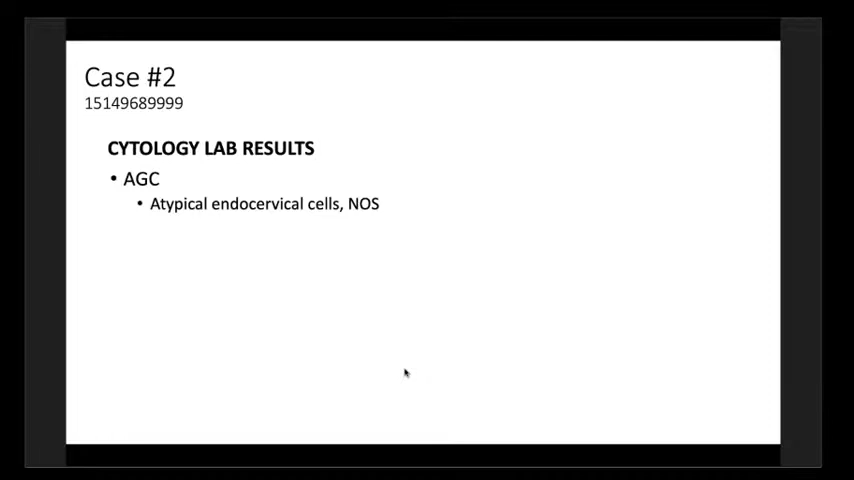 Case #2
15149689999
CYTOLOGY LAB RESULTS
• AGC
• Atypical endocervical cells, NOS